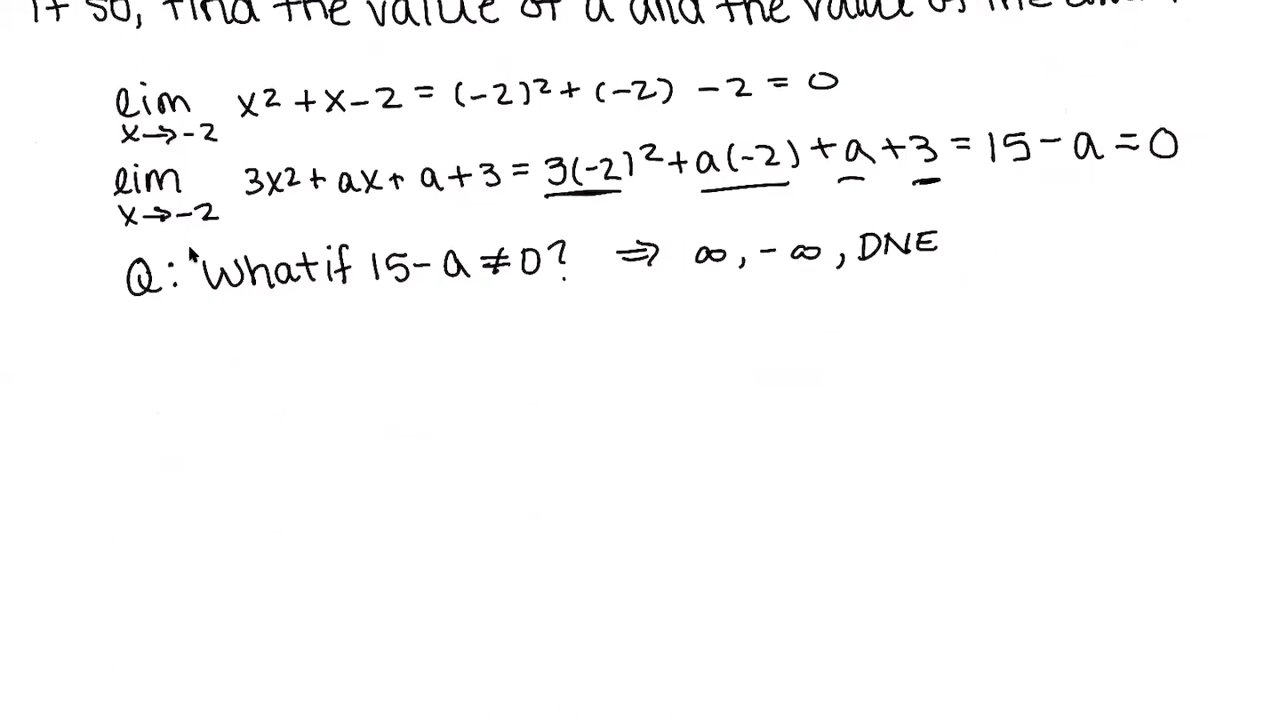 If so, find the value of a and the value of the
lim x→-2 x² + x - 2 = (-2)² + (-2) - 2 = 0
lim x→-2 3x² + ax + a + 3 = 3(-2)² + a(-2) + a + 3 = 15 - a = 0
Q: What if 15 - a ≠ 0? ⇒ ∞, -∞, DNE